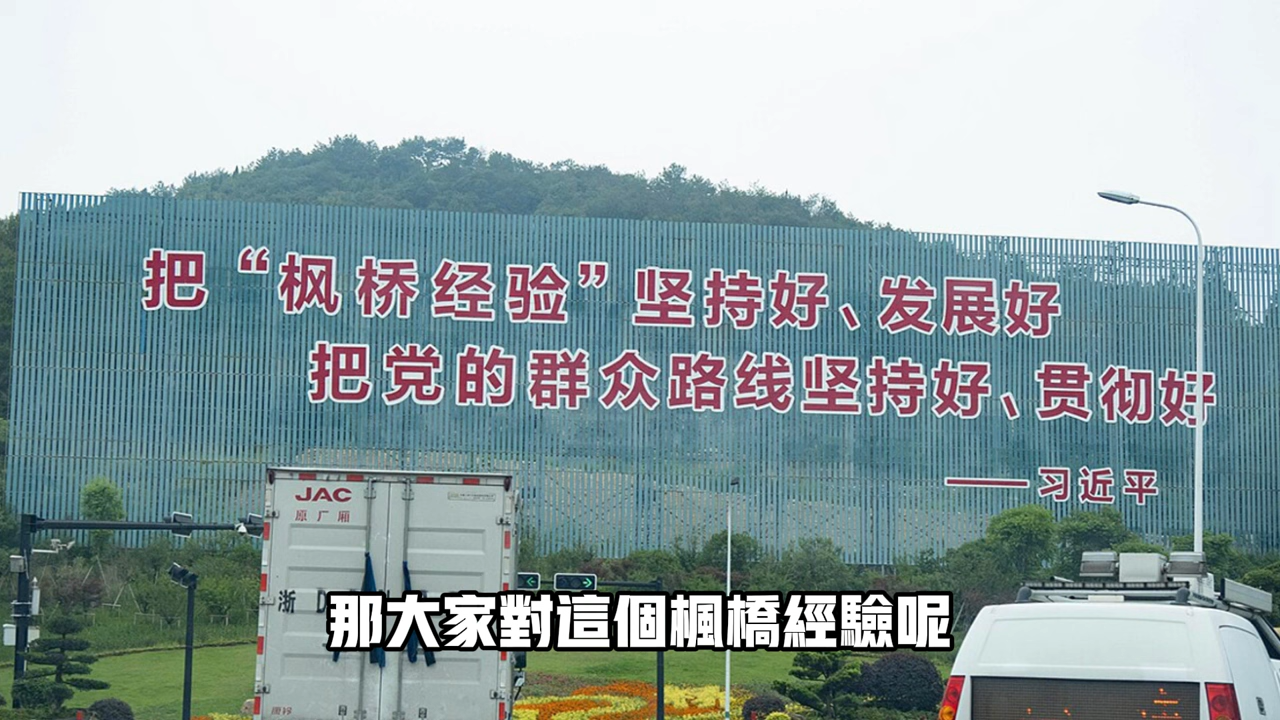 把“枫桥经验”坚持好、发展好
把党的群众路线坚持好、贯彻好
——习近平
JAC
原厂厢
浙 D
那大家對這個楓橋經驗呢